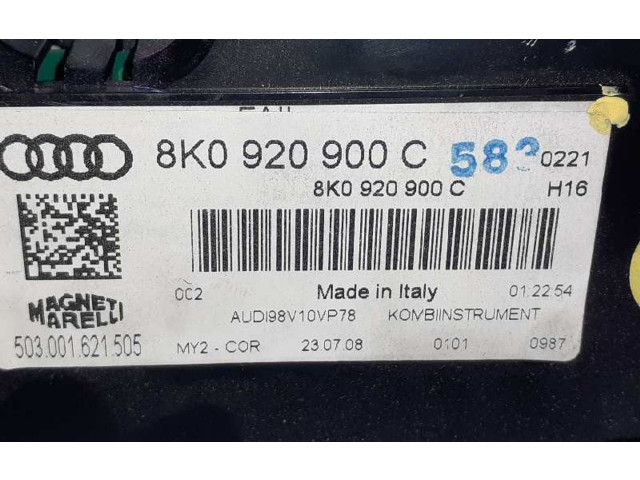 8K0 920 900 C 583 0221
8K0 920 900 C H16
0C2 Made in Italy 01:22:54
MAGNETI
MARELLI
AUDI98V10VP78 KOMBIINSTRUMENT
503.001.621.505
MY2 - COR 23.07.08 0101 0987